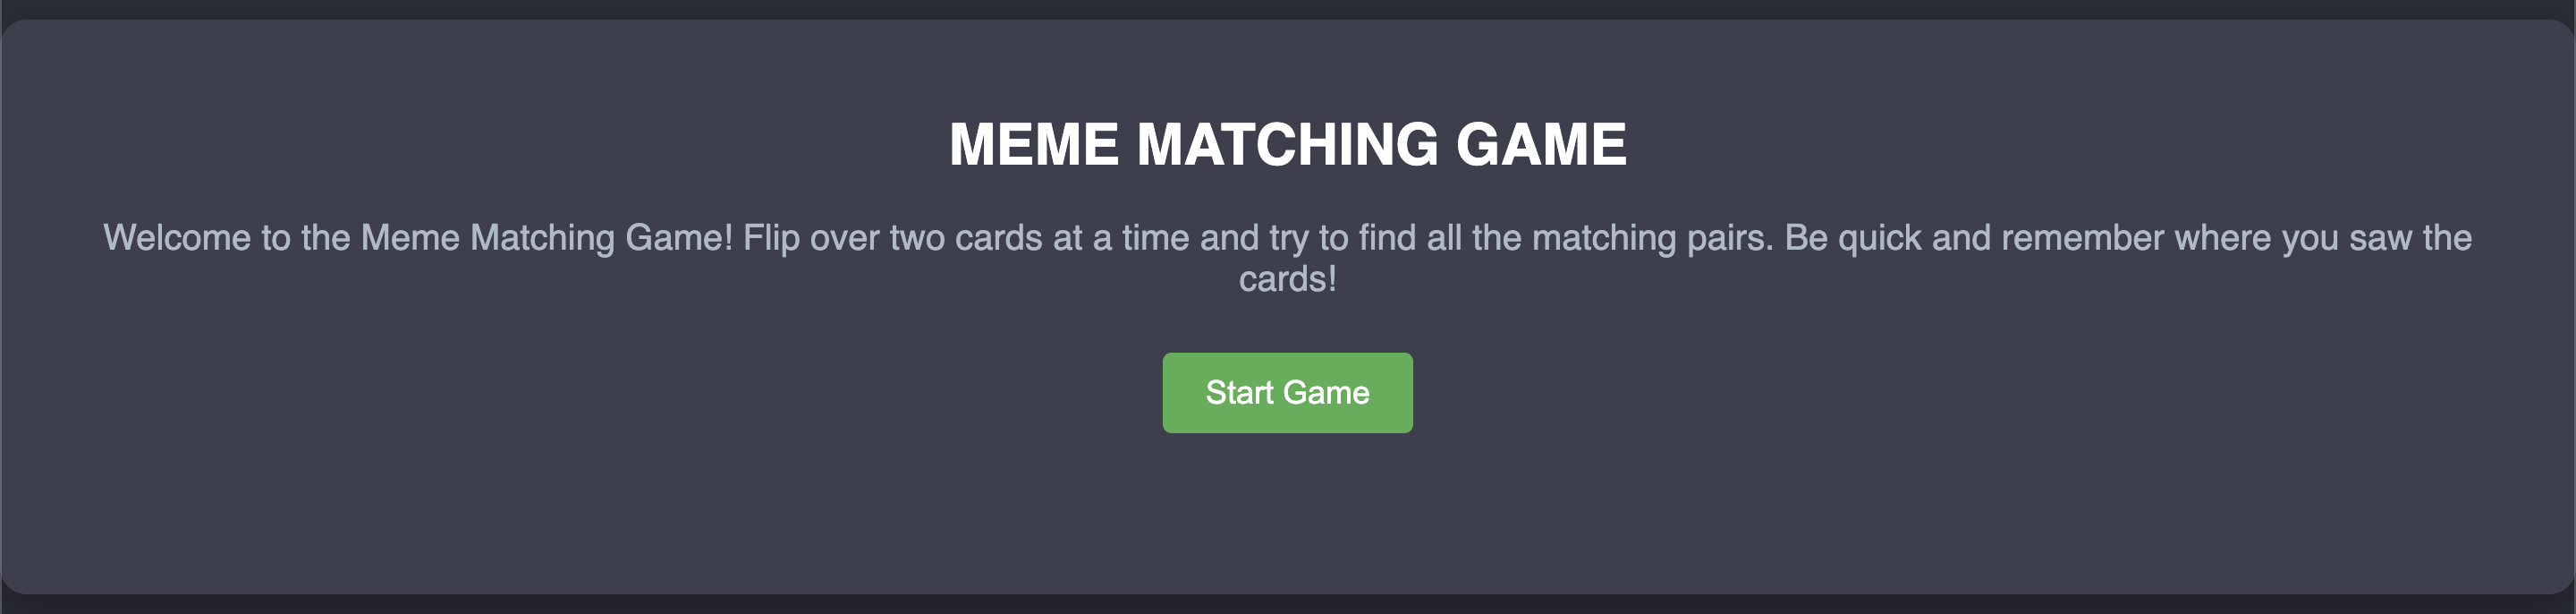 MEME MATCHING GAME
Welcome to the Meme Matching Game! Flip over two cards at a time and try to find all the matching pairs. Be quick and remember where you saw the
cards!
Start Game